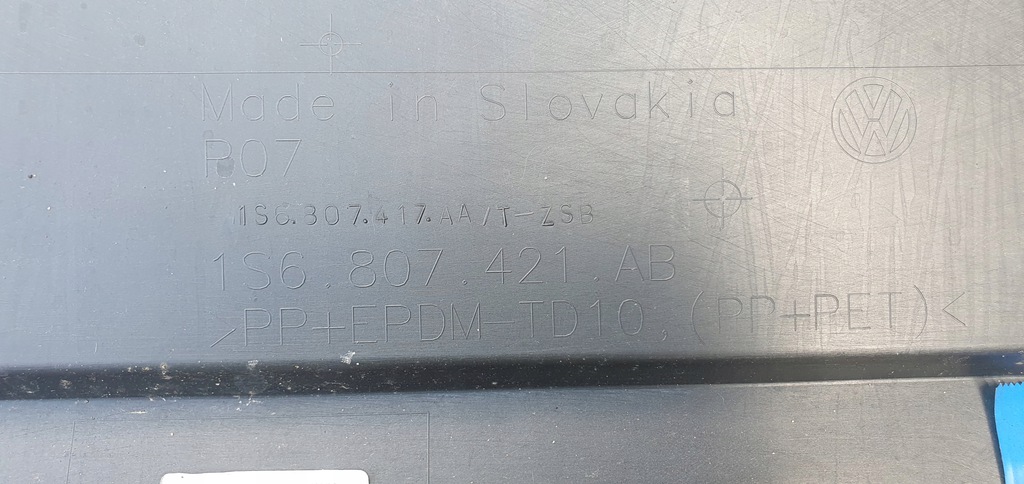 Made in Slovakia
P07
1S6.307.417.AA/T-ZSB
1S6.807.421.AB
>PP+EPDM-TD10,(PP+PET)<